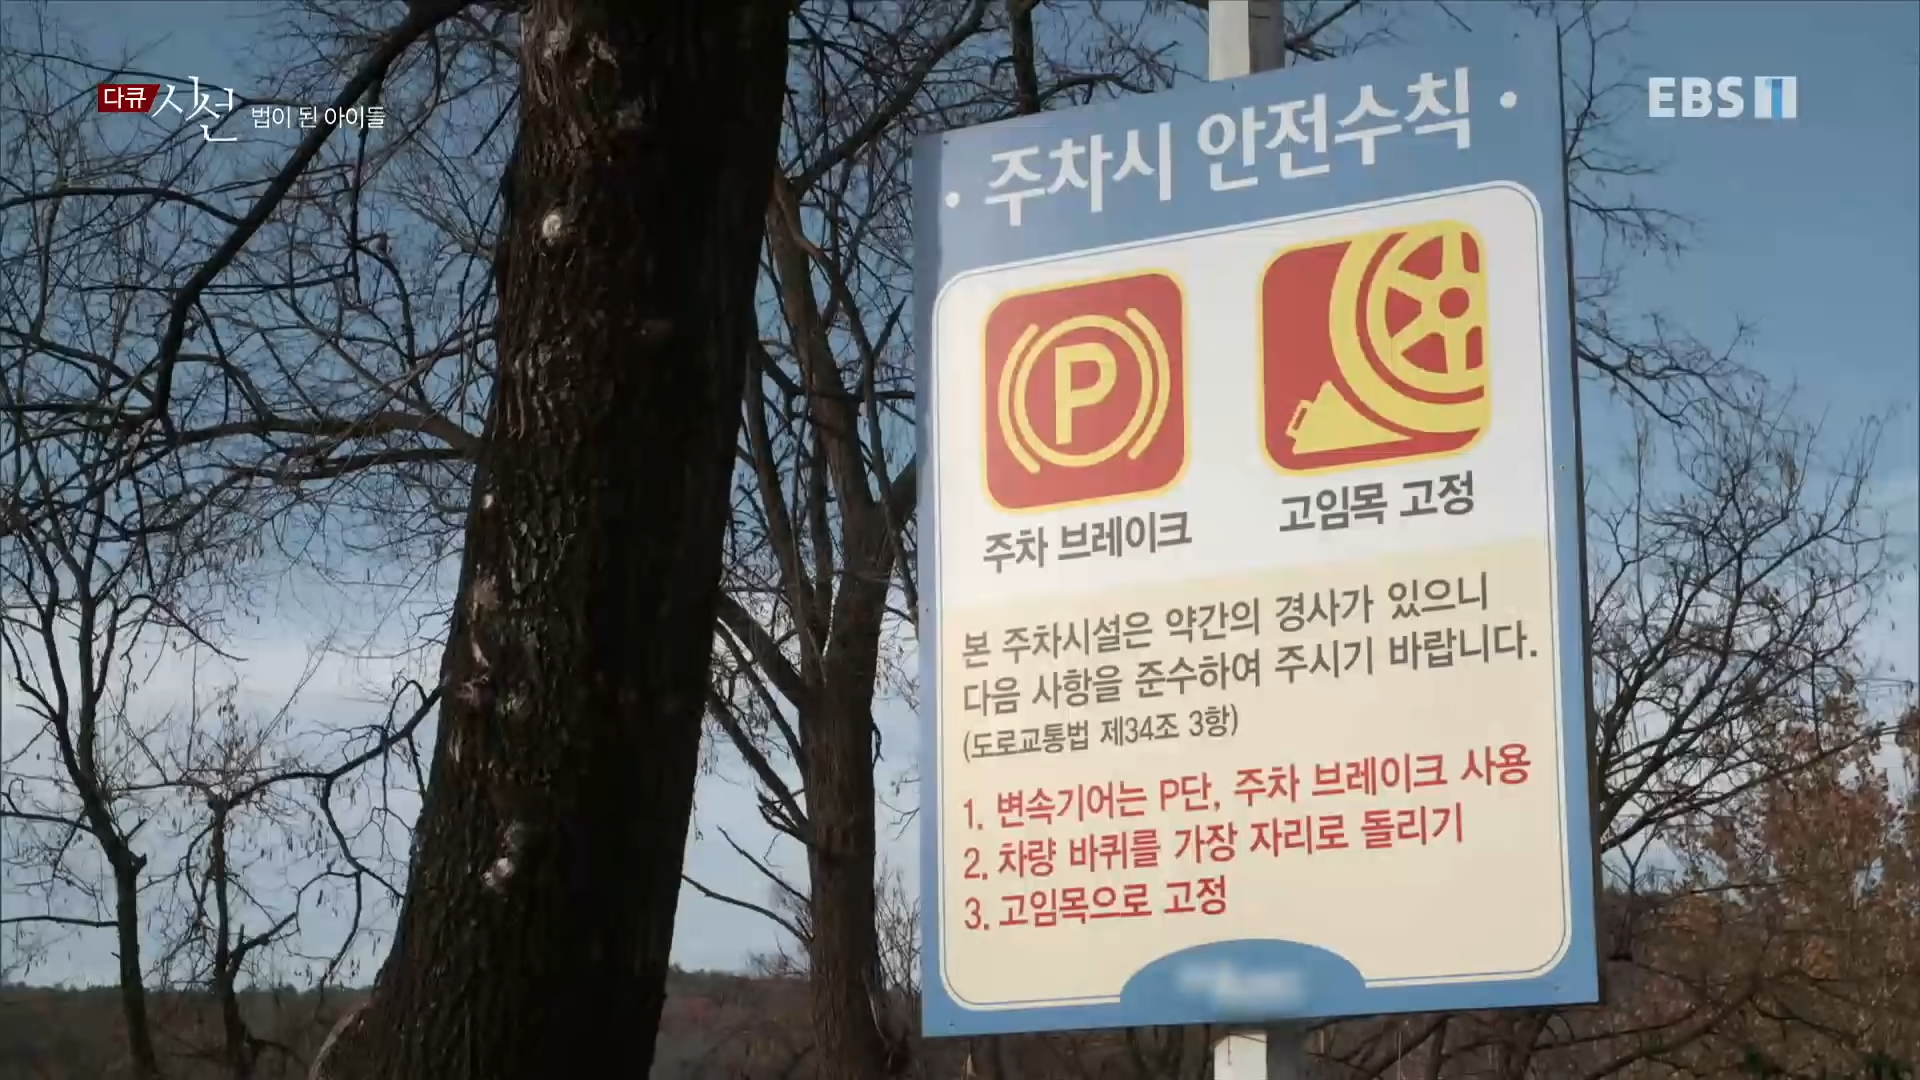 다큐 시선 법이 된 아이들
EBS 1
· 주차시 안전수칙 ·
P
주차 브레이크
고임목 고정
본 주차시설은 약간의 경사가 있으니
다음 사항을 준수하여 주시기 바랍니다.
(도로교통법 제34조 3항)
1. 변속기어는 P단, 주차 브레이크 사용
2. 차량 바퀴를 가장 자리로 돌리기
3. 고임목으로 고정